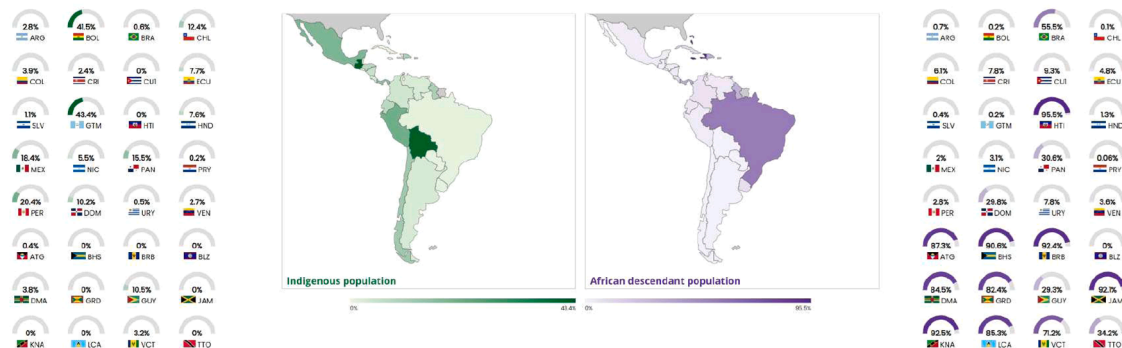 2.8% 41.5% 0.6% 12.4%
ARG BOL BRA CHL
3.9% 2.4% 0% 7.7%
COL CRI CUB ECU
1.1% 43.4% 0% 7.6%
SLV GTM HTI HND
18.4% 5.5% 15.5% 0.2%
MEX NIC PAN PRY
20.4% 10.2% 0.5% 2.7%
PER DOM URY VEN
0.4% 0% 0% 0%
ATG BHS BRB BLZ
3.8% 0% 10.5% 0%
DMA GRD GUY JAM
0% 0% 3.2% 0%
KNA LCA VCT TTO
Indigenous population
0% 43.4%
African descendant population
0% 95.5%
0.7% 0.2% 55.5% 0.1%
ARG BOL BRA CHL
6.1% 7.8% 9.3% 4.8%
COL CRI CUB ECU
0.4% 0.2% 95.5% 1.3%
SLV GTM HTI HND
2% 3.1% 30.6% 0.06%
MEX NIC PAN PRY
2.8% 29.8% 7.8% 3.6%
PER DOM URY VEN
87.3% 90.6% 92.4% 0%
ATG BHS BRB BLZ
84.5% 82.4% 29.3% 92.1%
DMA GRD GUY JAM
92.5% 85.3% 71.2% 34.2%
KNA LCA VCT TTO